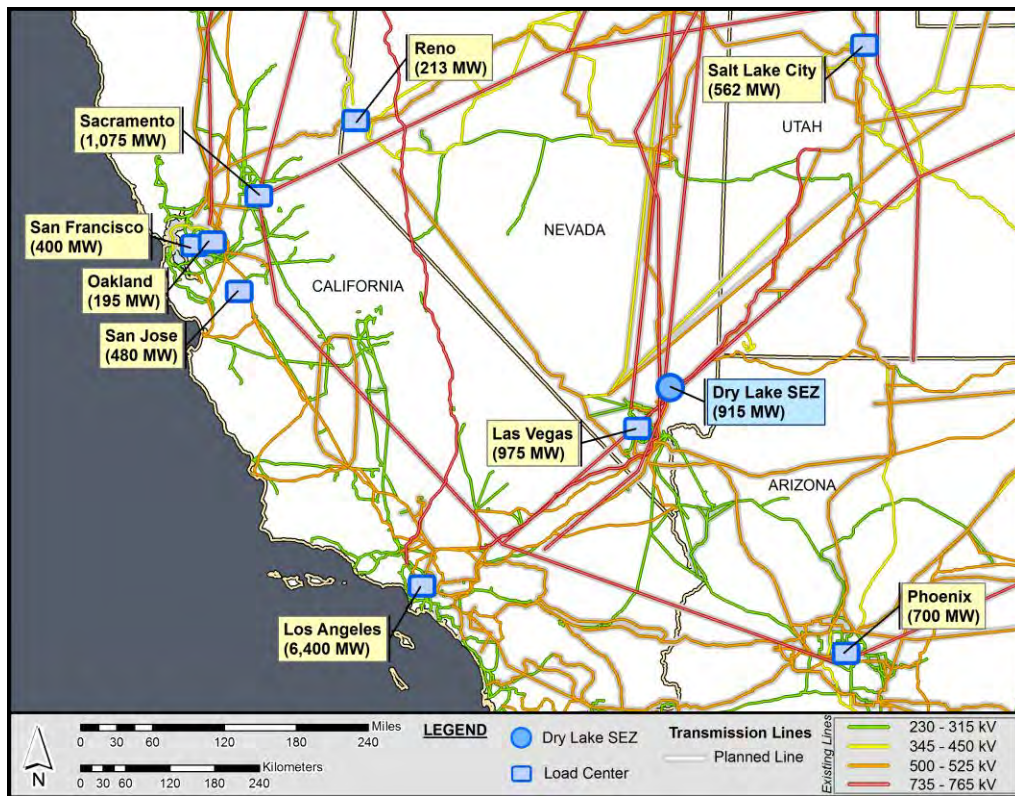 Reno
(213 MW)
Salt Lake City
(562 MW)
Sacramento
(1,075 MW)
UTAH
San Francisco
(400 MW)
NEVADA
Oakland
(195 MW)
CALIFORNIA
San Jose
(480 MW)
Dry Lake SEZ
(915 MW)
Las Vegas
(975 MW)
ARIZONA
Phoenix
(700 MW)
Los Angeles
(6,400 MW)
N
Miles
0 30 60 120 180 240
Kilometers
0 30 60 120 180 240
LEGEND
Dry Lake SEZ
Load Center
Transmission Lines
Planned Line
Existing Lines
230 - 315 kV
345 - 450 kV
500 - 525 kV
735 - 765 kV